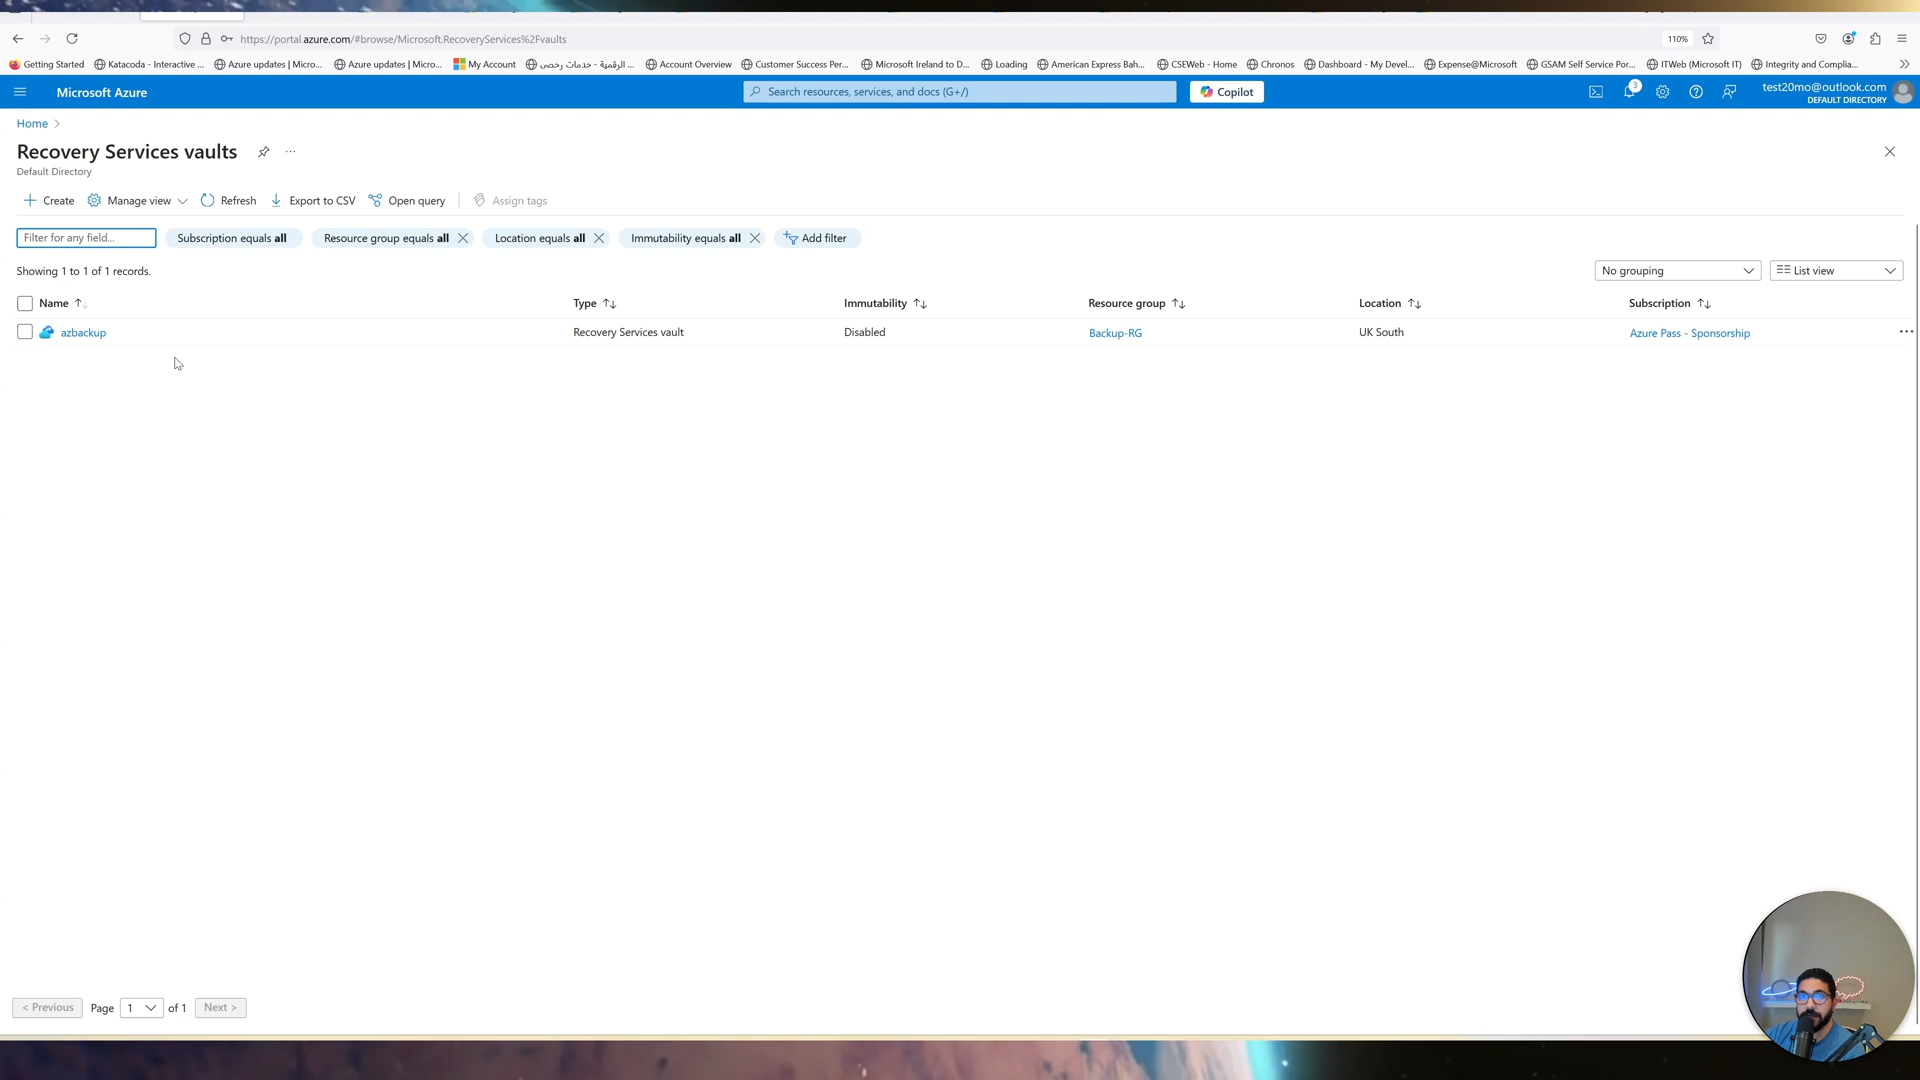 https://portal.azure.com/#browse/Microsoft.RecoveryServices%2Fvaults
110%
Getting Started
Katacoda - Interactive ...
Azure updates | Micro...
Azure updates | Micro...
My Account
الرقمية - خدمات رخصى ...
Account Overview
Customer Success Per...
Microsoft Ireland to D...
Loading
American Express Bah...
CSEWeb - Home
Chronos
Dashboard - My Devel...
Expense@Microsoft
GSAM Self Service Por...
ITWeb (Microsoft IT)
Integrity and Complia...
Microsoft Azure
Search resources, services, and docs (G+/)
Copilot
3
test20mo@outlook.com
DEFAULT DIRECTORY
Home
Recovery Services vaults
Default Directory
Create
Manage view
Refresh
Export to CSV
Open query
Assign tags
Filter for any field...
Subscription equals all
Resource group equals all
Location equals all
Immutability equals all
Add filter
Showing 1 to 1 of 1 records.
No grouping
List view
Name
Type
Immutability
Resource group
Location
Subscription
azbackup
Recovery Services vault
Disabled
Backup-RG
UK South
Azure Pass - Sponsorship
< Previous
Page 1 of 1
Next >